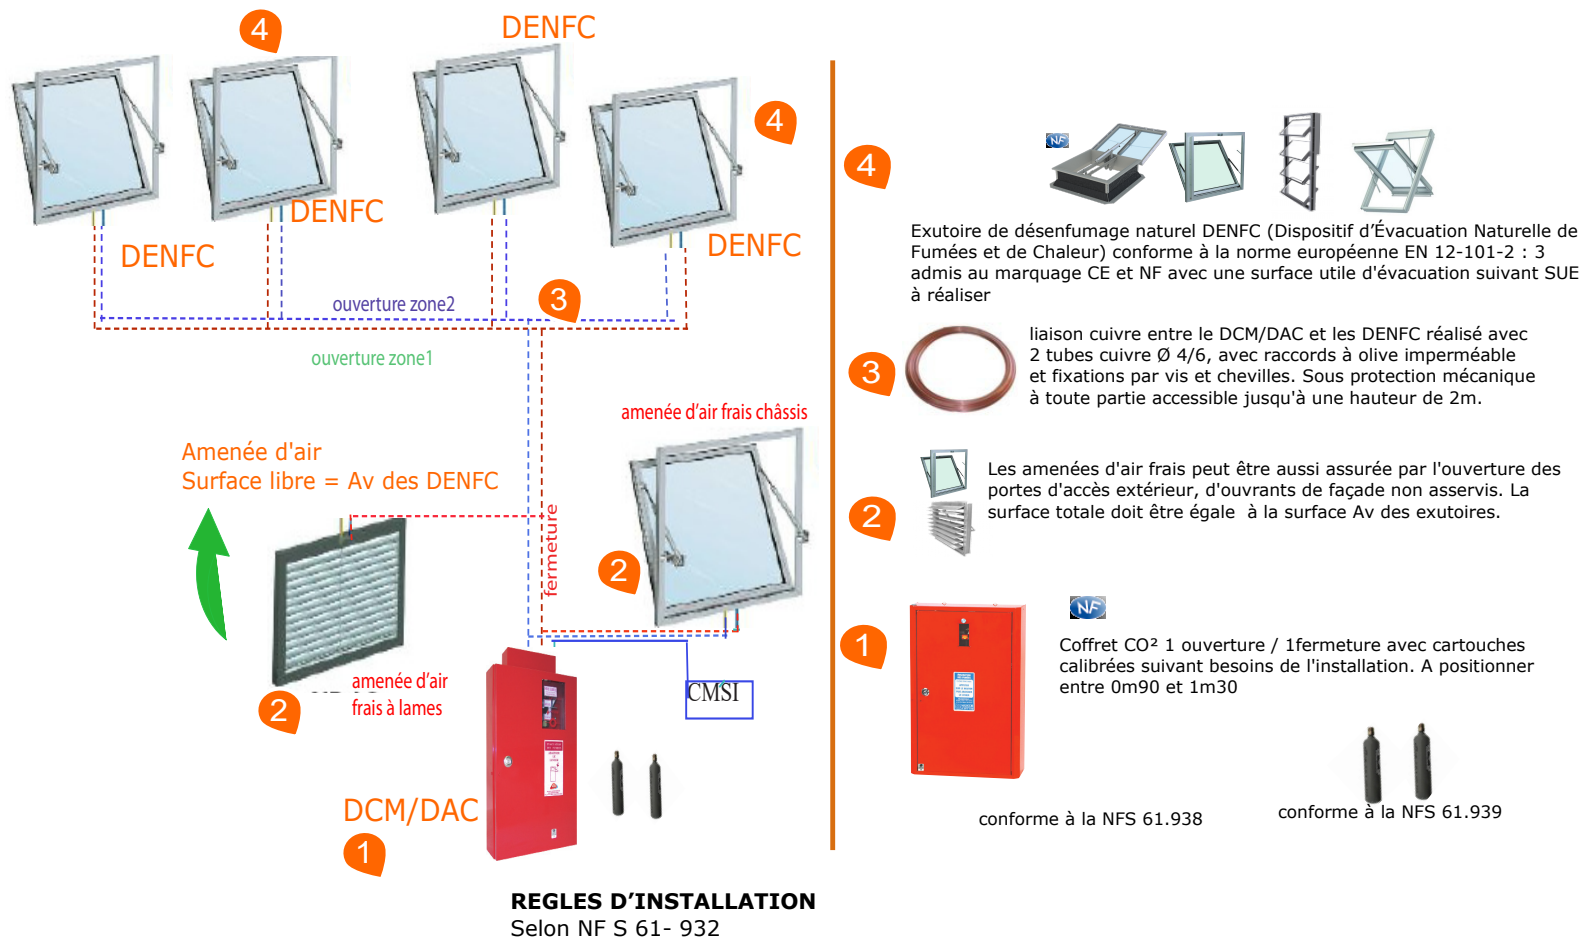 4
DENFC
4
DENFC
DENFC
DENFC
ouverture zone2
3
ouverture zone1
amenée d'air frais châssis
Amenée d'air
Surface libre = Av des DENFC
fermeture
2
2
amenée d'air
frais à lames
CMSI
DCM/DAC
1
REGLES D’INSTALLATION
Selon NF S 61- 932
4
NF
Exutoire de désenfumage naturel DENFC (Dispositif d’Évacuation Naturelle de
Fumées et de Chaleur) conforme à la norme européenne EN 12-101-2 : 3
admis au marquage CE et NF avec une surface utile d'évacuation suivant SUE
à réaliser
3
liaison cuivre entre le DCM/DAC et les DENFC réalisé avec
2 tubes cuivre Ø 4/6, avec raccords à olive imperméable
et fixations par vis et chevilles. Sous protection mécanique
à toute partie accessible jusqu'à une hauteur de 2m.
2
Les amenées d'air frais peut être aussi assurée par l'ouverture des
portes d'accès extérieur, d'ouvrants de façade non asservis. La
surface totale doit être égale  à la surface Av des exutoires.
1
NF
Coffret CO² 1 ouverture / 1fermeture avec cartouches
calibrées suivant besoins de l'installation. A positionner
entre 0m90 et 1m30
conforme à la NFS 61.938
conforme à la NFS 61.939